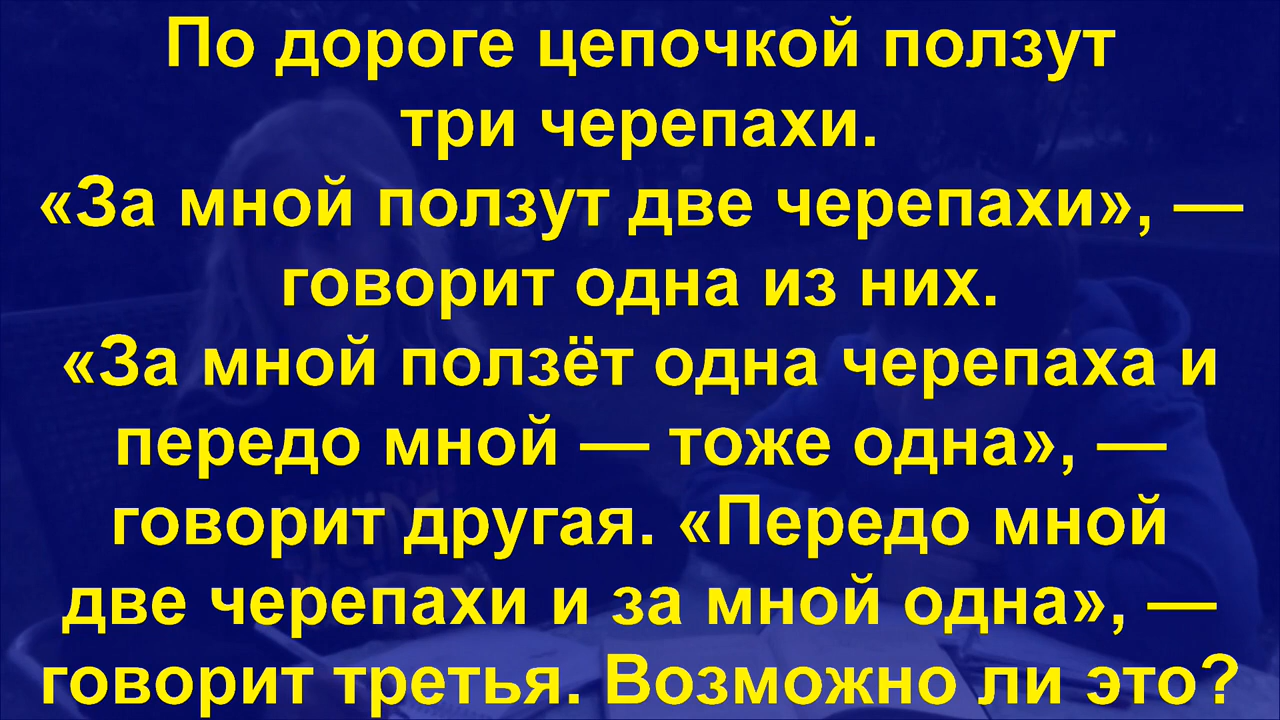 По дороге цепочкой ползут
три черепахи.
«За мной ползут две черепахи», —
говорит одна из них.
«За мной ползёт одна черепаха и
передо мной — тоже одна», —
говорит другая. «Передо мной
две черепахи и за мной одна», —
говорит третья. Возможно ли это?